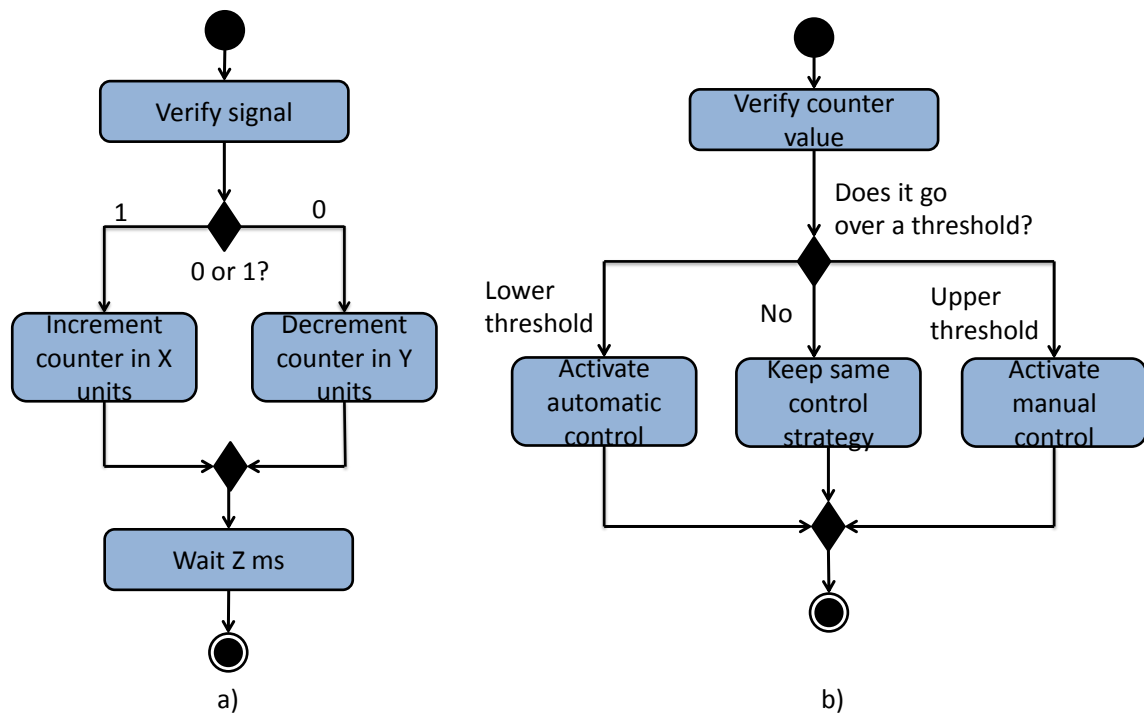 Verify signal
1
0
0 or 1?
Increment
counter in X
units
Decrement
counter in Y
units
Wait Z ms
a)
Verify counter
value
Does it go
over a threshold?
Lower
threshold
No
Upper
threshold
Activate
automatic
control
Keep same
control
strategy
Activate
manual
control
b)